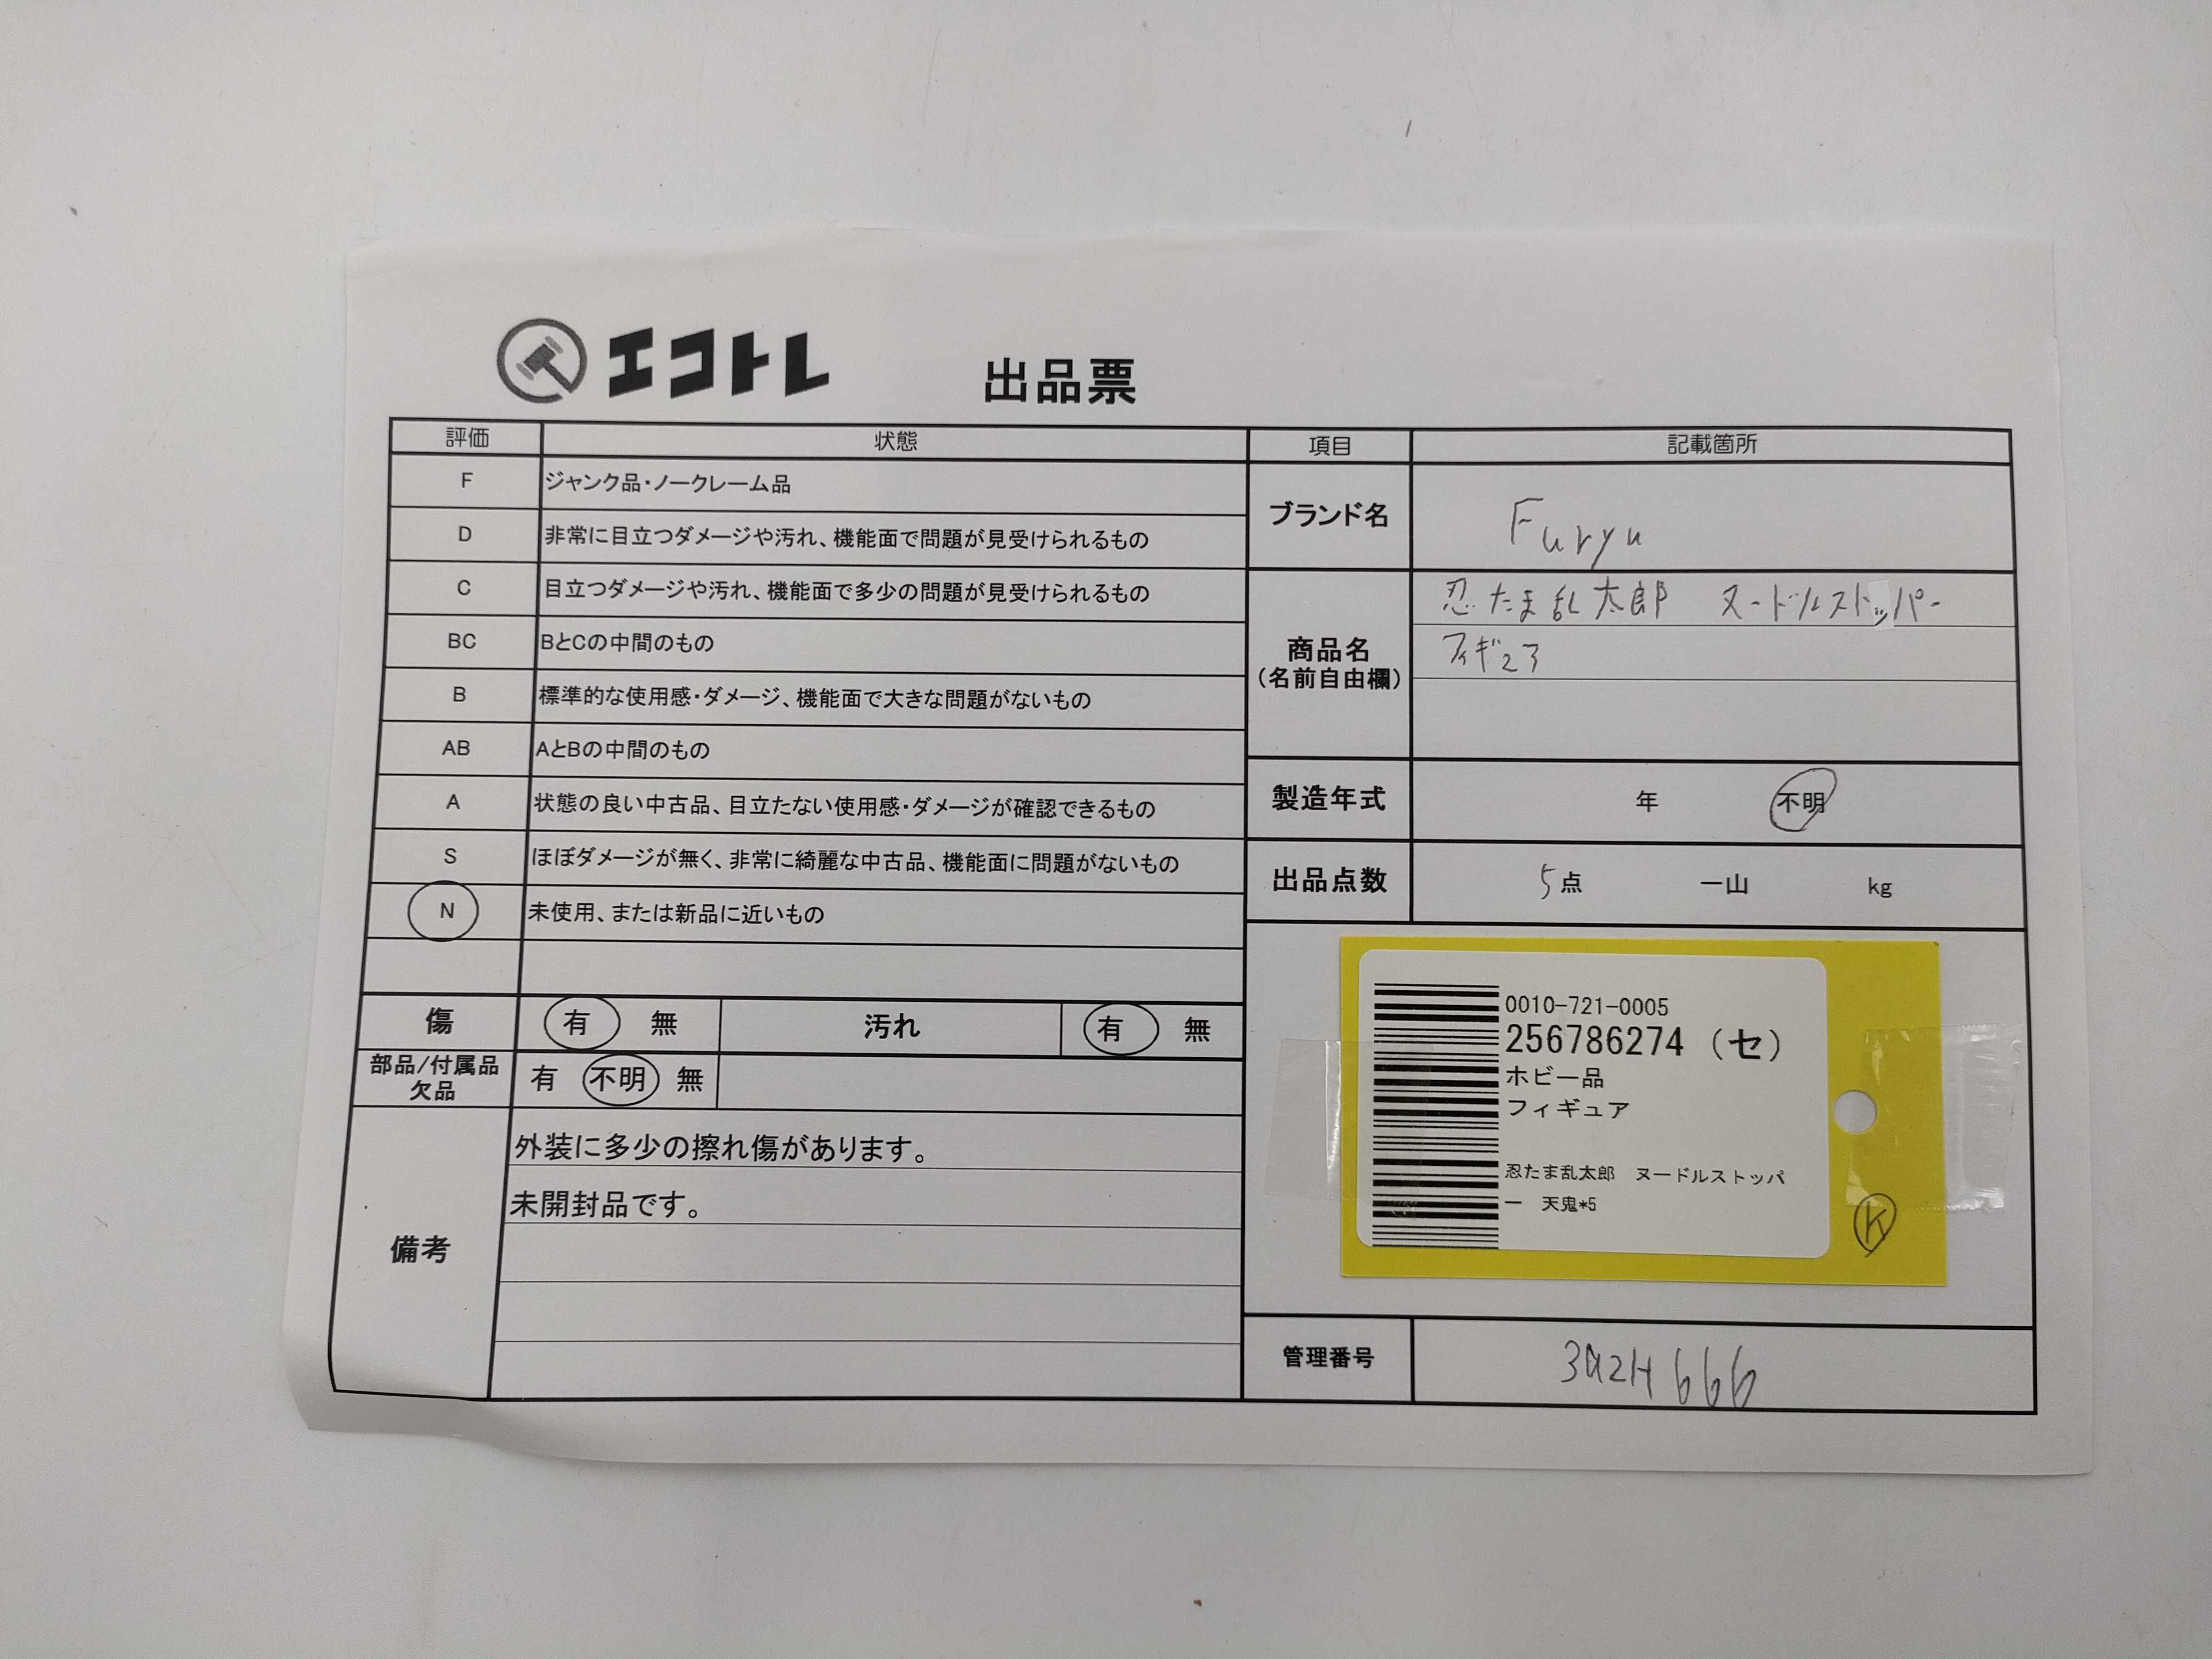 エコトレ 出品票
評価 状態
F ジャンク品・ノークレーム品
D 非常に目立つダメージや汚れ、機能面で問題が見受けられるもの
C 目立つダメージや汚れ、機能面で多少の問題が見受けられるもの
BC BとCの中間のもの
B 標準的な使用感・ダメージ、機能面で大きな問題がないもの
AB AとBの中間のもの
A 状態の良い中古品、目立たない使用感・ダメージが確認できるもの
S ほぼダメージが無く、非常に綺麗な中古品、機能面に問題がないもの
N 未使用、または新品に近いもの
傷 有 無 汚れ 有 無
部品/付属品
欠品 有 不明 無
備考
外装に多少の擦れ傷があります。
未開封品です。
項目 記載箇所
ブランド名 Furyu
商品名
(名前自由欄)
忍たま乱太郎 ヌードルストッパー
フィギュア
製造年式 年 不明
出品点数 5点 一山 kg
0010-721-0005
256786274 (セ)
ホビー品
フィギュア
忍たま乱太郎 ヌードルストッパ
ー 天鬼*5
K
管理番号 666